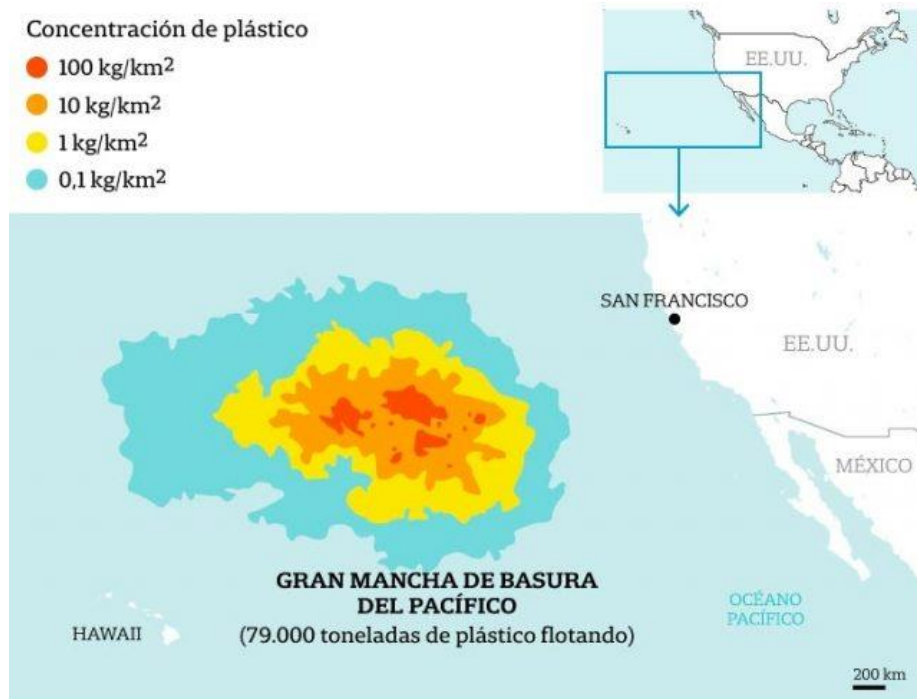 Concentración de plástico
100 kg/km²
10 kg/km²
1 kg/km²
0,1 kg/km²
EE.UU.
SAN FRANCISCO
EE.UU.
MÉXICO
GRAN MANCHA DE BASURA
DEL PACÍFICO
(79.000 toneladas de plástico flotando)
HAWAII
OCÉANO
PACÍFICO
200 km